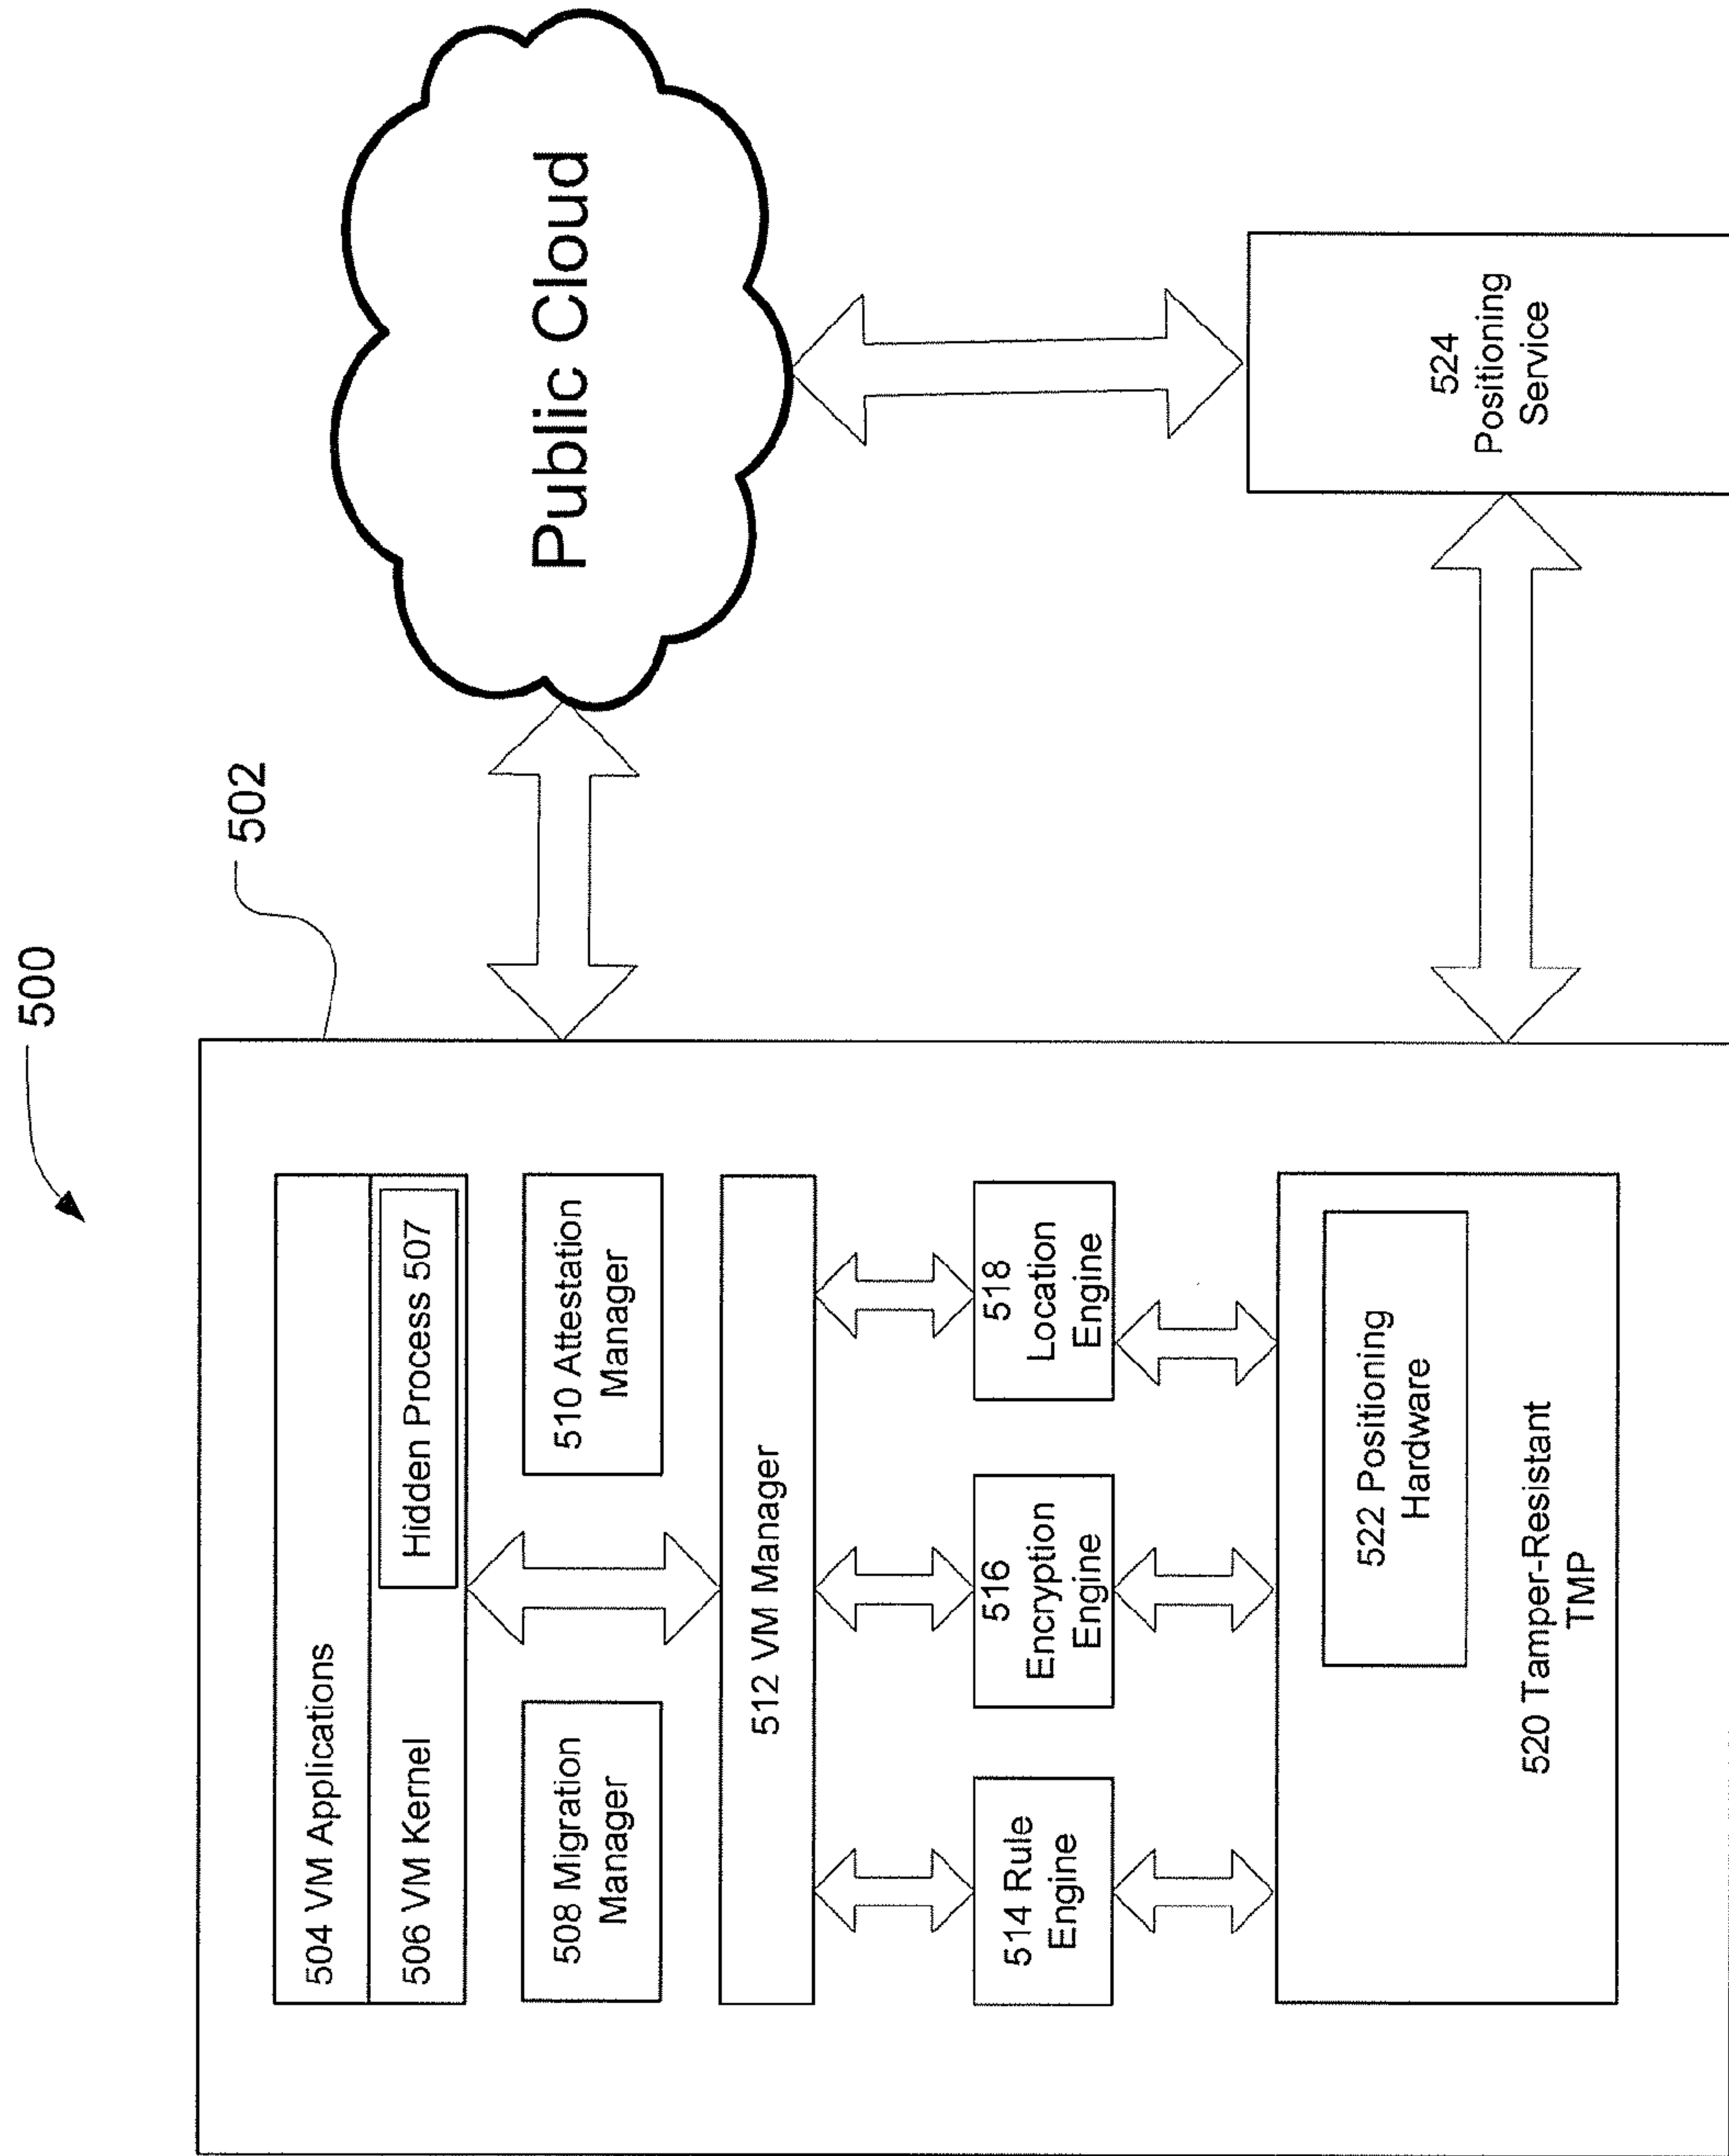 500
502
504 VM Applications
506 VM Kernel
Hidden Process 507
508 Migration
Manager
510 Attestation
Manager
512 VM Manager
514 Rule
Engine
516
Encryption
Engine
518
Location
Engine
522 Positioning
Hardware
520 Tamper-Resistant
TMP
Public Cloud
524
Positioning
Service